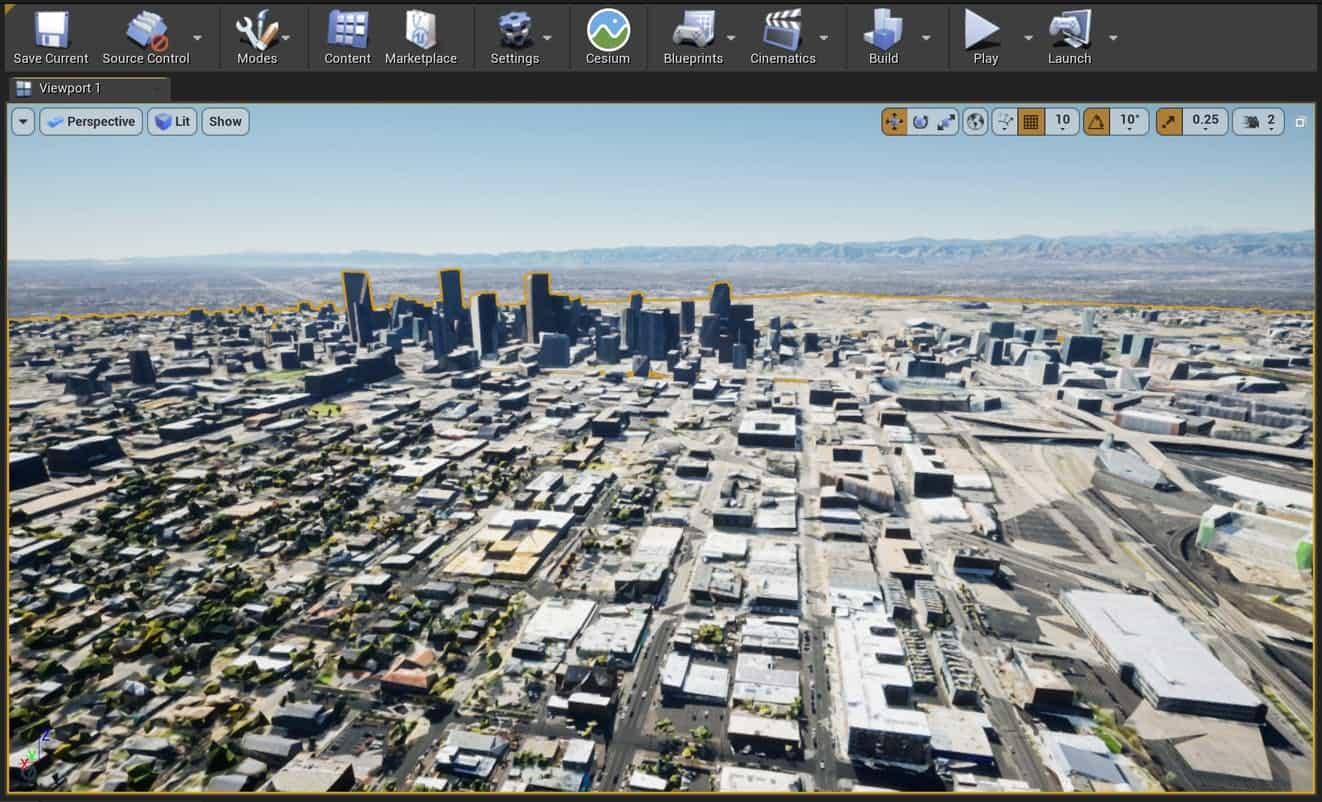 Save Current Source Control Modes Content Marketplace Settings Cesium Blueprints Cinematics Build Play Launch
Viewport 1
Perspective Lit Show 10 10° 0.25 2
Z
Y
X